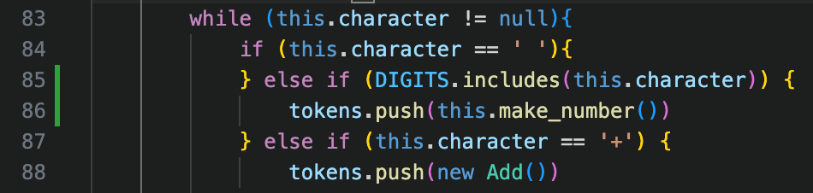 83 while (this.character != null){
84 if (this.character == ' '){
85 } else if (DIGITS.includes(this.character)) {
86 tokens.push(this.make_number())
87 } else if (this.character == '+') {
88 tokens.push(new Add())